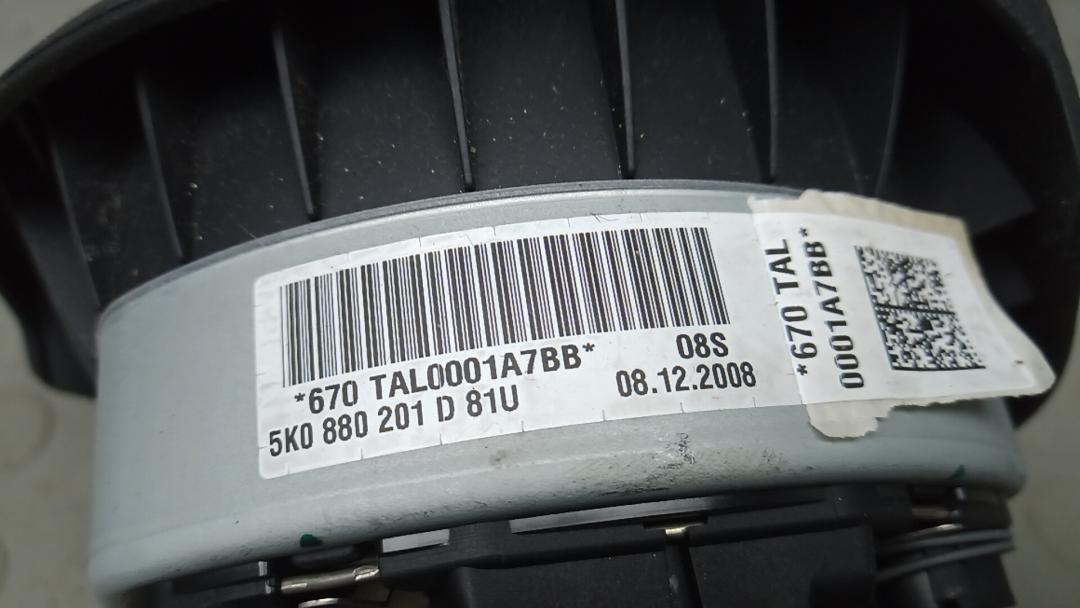 *670 TAL0001A7BB* 08S
5K0 880 201 D 81U 08.12.2008
*670 TAL
0001A7BB*